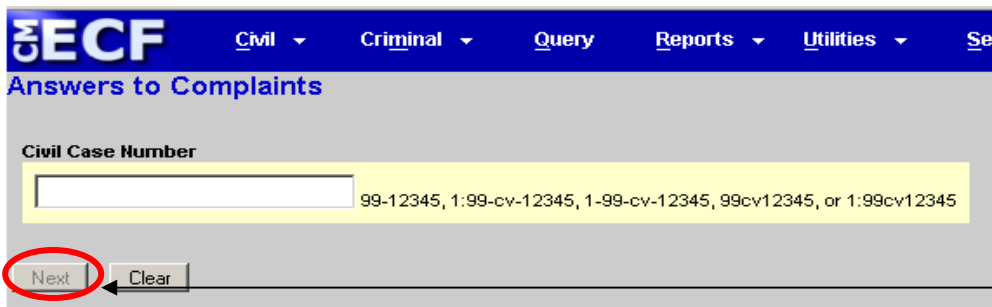 CM ECF Civil Criminal Query Reports Utilities Se
Answers to Complaints
Civil Case Number
99-12345, 1:99-cv-12345, 1-99-cv-12345, 99cv12345, or 1:99cv12345
Next Clear